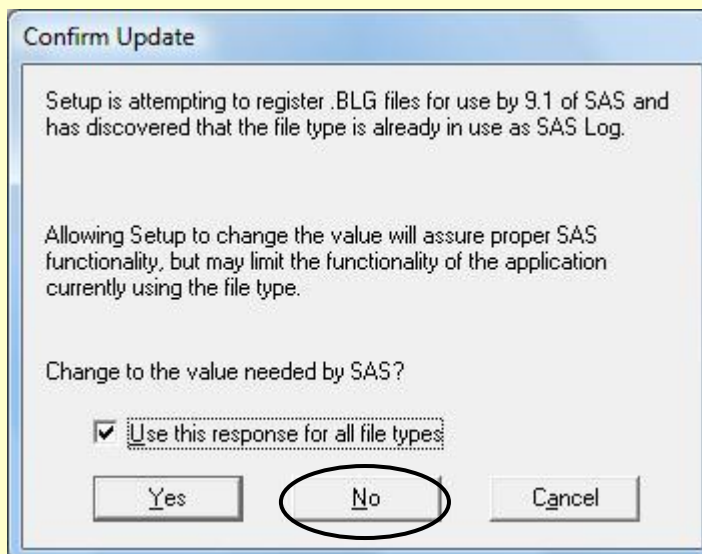 Confirm Update
Setup is attempting to register .BLG files for use by 9.1 of SAS and
has discovered that the file type is already in use as SAS Log.
Allowing Setup to change the value will assure proper SAS
functionality, but may limit the functionality of the application
currently using the file type.
Change to the value needed by SAS?
Use this response for all file types
Yes No Cancel